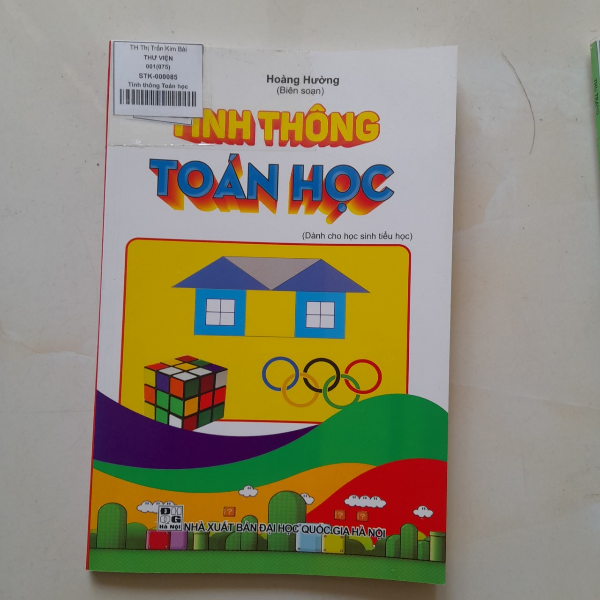 TH Thị Trấn Kim Bài
THƯ VIỆN
001(075)
STK-000085
Tinh thông Toán học
Hoàng Hường
(Biên soạn)
TINH THÔNG
TOÁN HỌC
(Dành cho học sinh tiểu học)
Hà Nội
NHÀ XUẤT BẢN ĐẠI HỌC QUỐC GIA HÀ NỘI